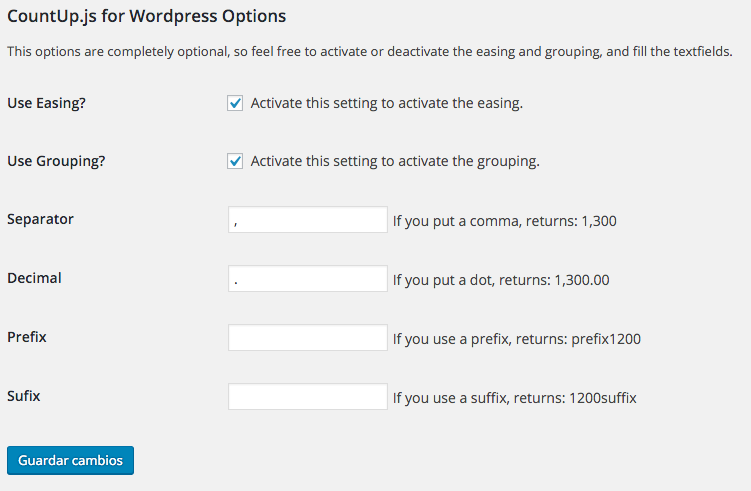 CountUp.js for Wordpress Options
This options are completely optional, so feel free to activate or deactivate the easing and grouping, and fill the textfields.
Use Easing? Activate this setting to activate the easing.
Use Grouping? Activate this setting to activate the grouping.
Separator , If you put a comma, returns: 1,300
Decimal . If you put a dot, returns: 1,300.00
Prefix If you use a prefix, returns: prefix1200
Sufix If you use a suffix, returns: 1200suffix
Guardar cambios